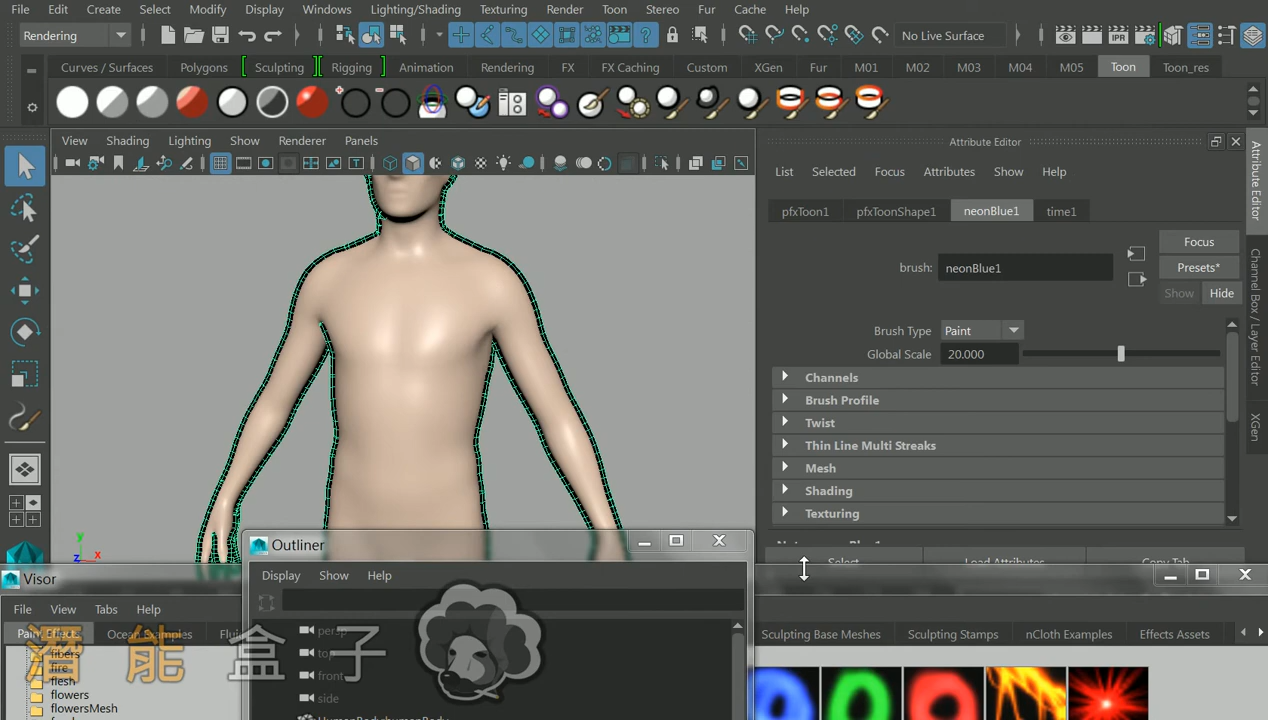 File Edit Create Select Modify Display Windows Lighting/Shading Texturing Render Toon Stereo Fur Cache Help
Rendering
No Live Surface
IPR
Curves / Surfaces Polygons Sculpting Rigging Animation Rendering FX FX Caching Custom XGen Fur M01 M02 M03 M04 M05 Toon Toon_res
View Shading Lighting Show Renderer Panels
Attribute Editor
List Selected Focus Attributes Show Help
pfxToon1 pfxToonShape1 neonBlue1 time1
Focus
brush: neonBlue1
Presets*
Show Hide
Brush Type Paint
Global Scale 20.000
Channels
Brush Profile
Twist
Thin Line Multi Streaks
Mesh
Shading
Texturing
Select Load Attributes Copy Tab
Attribute Editor
Channel Box / Layer Editor
XGen
y
z x
Outliner
Display Show Help
persp
top
front
side
Visor
File View Tabs Help
Paint Effects Ocean Examples
Sculpting Base Meshes Sculpting Stamps nCloth Examples Effects Assets
fibers
fire
flesh
flowers
flowersMesh
潛能盒子